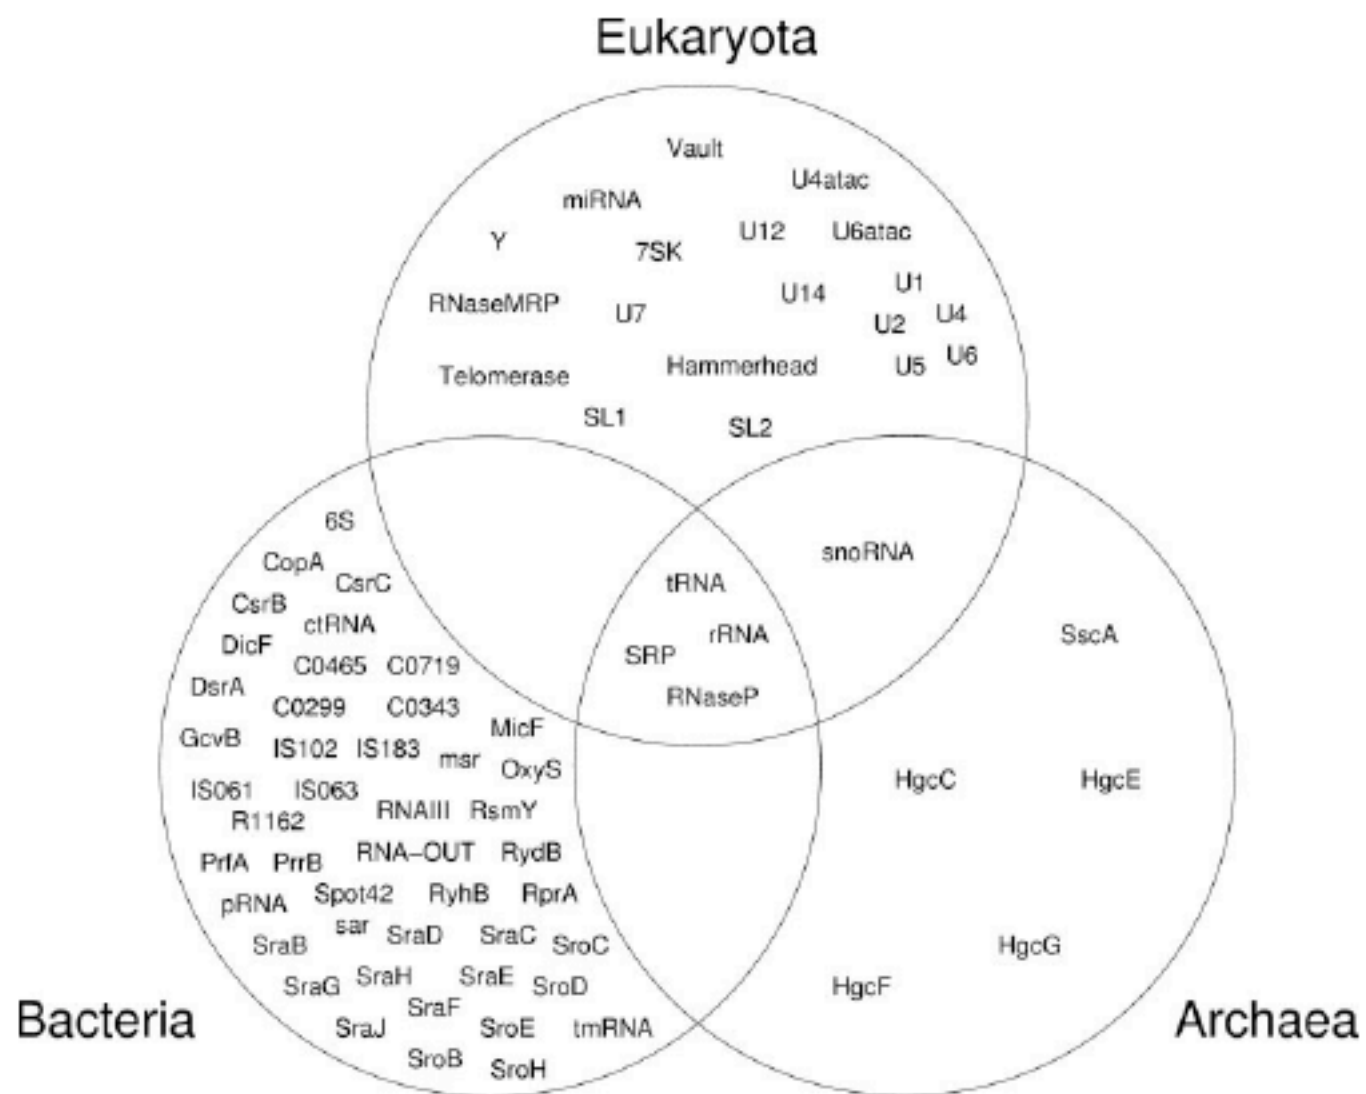 Eukaryota
Vault
U4atac
miRNA
U12 U6atac
Y
7SK
U1
U14
RNaseMRP
U7
U4
U2
U6
Hammerhead
U5
Telomerase
SL1
SL2
6S
snoRNA
CopA
tRNA
CsrC
CsrB
ctRNA
rRNA
SscA
DicF
SRP
C0465 C0719
DsrA
RNaseP
C0299 C0343
MicF
GcvB
IS102 IS183
msr
OxyS
HgcC HgcE
IS061 IS063
RNAIII RsmY
R1162
RNA-OUT RydB
PrfA PrrB
Spot42 RyhB RprA
pRNA
sar
SraD SraC
SraB
SroC
HgcG
SraH SraE
SraG
SroD
HgcF
SraF
Bacteria
Archaea
SraJ SroE tmRNA
SroB
SroH